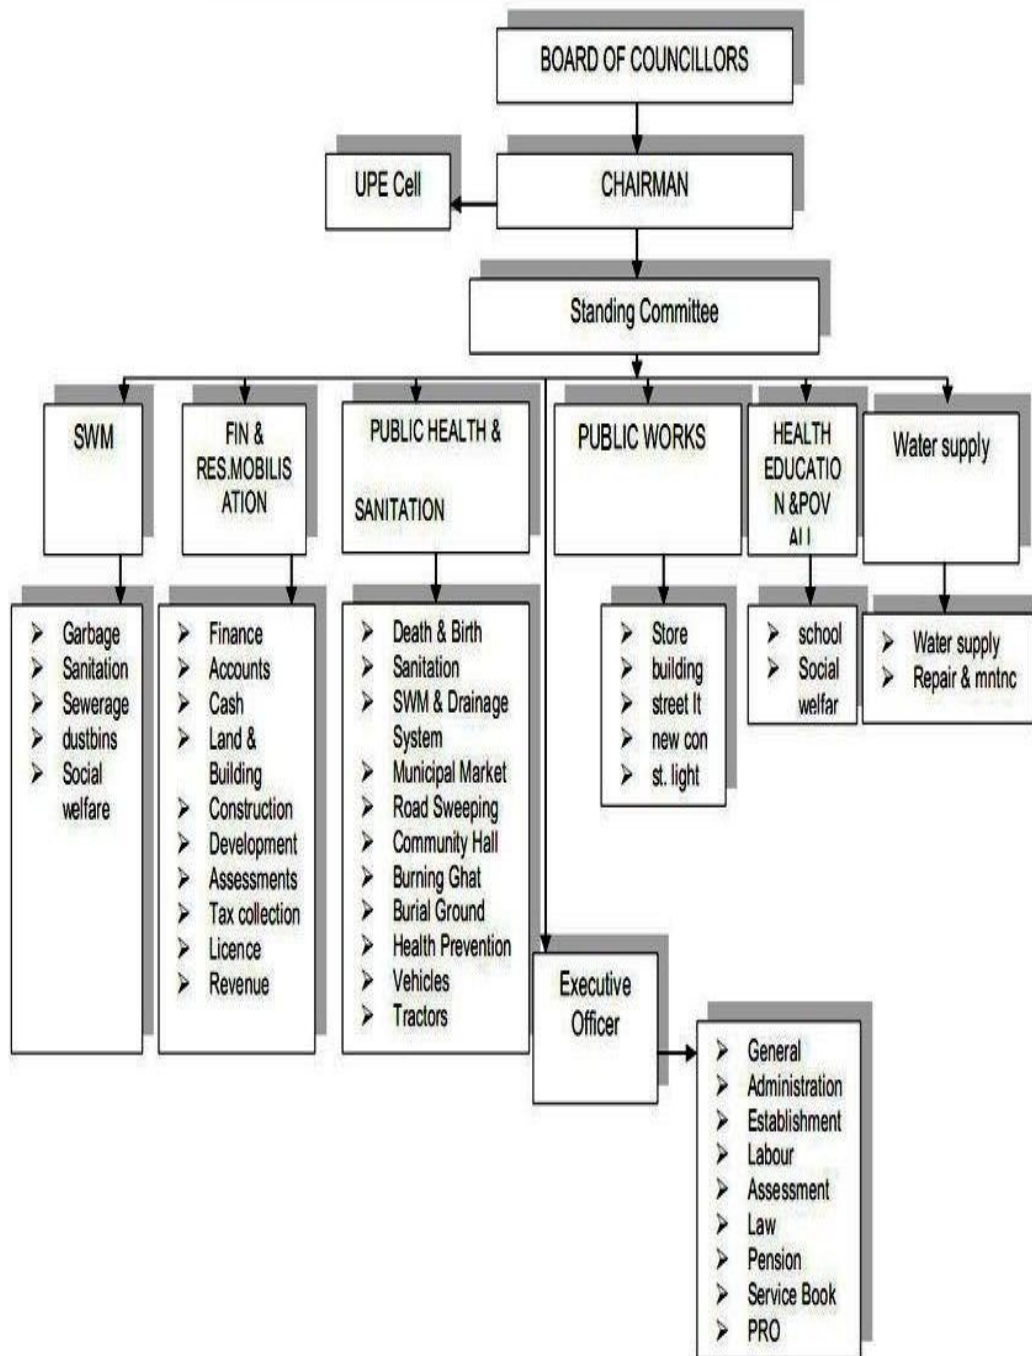 BOARD OF COUNCILLORS
UPE Cell
CHAIRMAN
Standing Committee
SWM
FIN &
RES.MOBILIS
ATION
PUBLIC HEALTH &
SANITATION
PUBLIC WORKS
HEALTH
EDUCATIO
N &POV
ALL
Water supply
Garbage
Sanitation
Sewerage
dustbins
Social
welfare
Finance
Accounts
Cash
Land &
Building
Construction
Development
Assessments
Tax collection
Licence
Revenue
Death & Birth
Sanitation
SWM & Drainage
System
Municipal Market
Road Sweeping
Community Hall
Burning Ghat
Burial Ground
Health Prevention
Vehicles
Tractors
Store
building
street lt
new con
st. light
school
Social
welfar
Water supply
Repair & mntnc
Executive
Officer
General
Administration
Establishment
Labour
Assessment
Law
Pension
Service Book
PRO